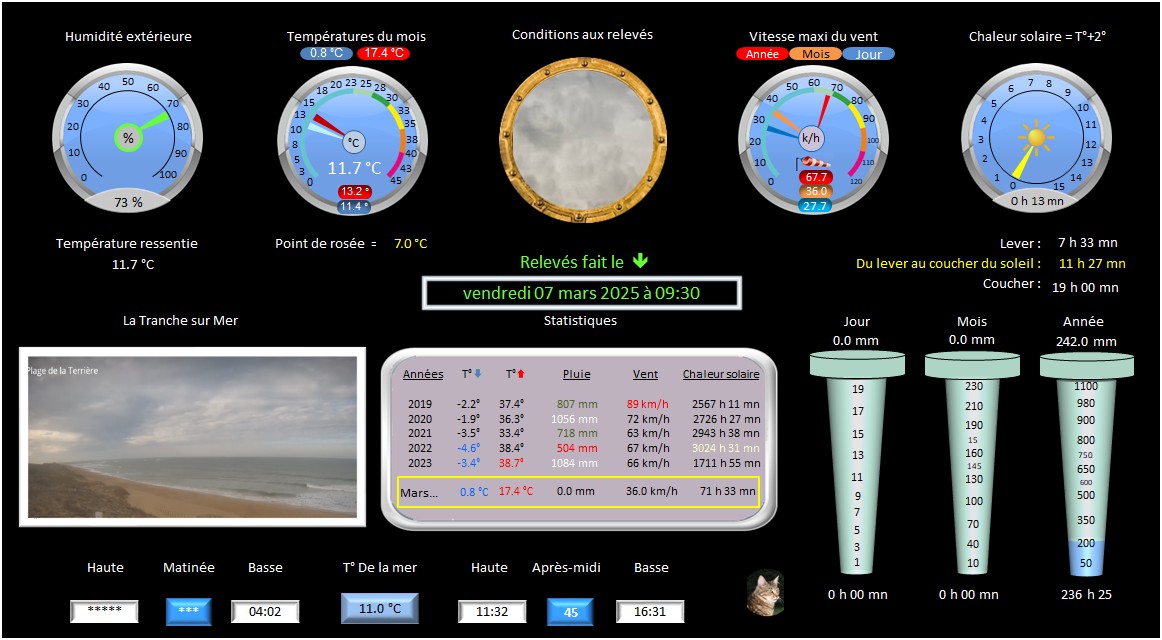 Humidité extérieure
Températures du mois
Conditions aux relevés
Vitesse maxi du vent
Chaleur solaire = T°+2°
0.8 °C 17.4 °C
Année Mois Jour
0 10 20 30 40 50 60 70 80 90 100
%
73 %
0 3 5 8 10 13 15 18 20 23 25 28 30 33 35 38 40 43 45
°C
11.7 °C
13.2 °
11.4 °
0 10 20 30 40 50 60 70 80 90 100 110 120
k/h
67.7
36.0
27.7
0 1 2 3 4 5 6 7 8 9 10 11 12 13 14 15
0 h 13 mn
Température ressentie
11.7 °C
Point de rosée = 7.0 °C
Relevés fait le
vendredi 07 mars 2025 à 09:30
Lever : 7 h 33 mn
Du lever au coucher du soleil : 11 h 27 mn
Coucher : 19 h 00 mn
La Tranche sur Mer
Plage de la Terrière
Statistiques
Années T° T° Pluie Vent Chaleur solaire
2019 -2.2° 37.4° 807 mm 89 km/h 2567 h 11 mn
2020 -1.9° 36.3° 1056 mm 72 km/h 2726 h 27 mn
2021 -3.5° 33.4° 718 mm 63 km/h 2943 h 38 mn
2022 -4.6° 38.4° 504 mm 67 km/h 3024 h 31 mn
2023 -3.4° 38.7° 1084 mm 66 km/h 1711 h 55 mn
Mars... 0.8 °C 17.4 °C 0.0 mm 36.0 km/h 71 h 33 mn
Jour
0.0 mm
19
17
15
13
11
9
7
5
3
1
0 h 00 mn
Mois
0.0 mm
230
210
190
15
160
145
130
100
70
40
10
0 h 00 mn
Année
242.0 mm
1100
980
900
800
750
650
600
500
350
200
50
236 h 25
Haute Matinée Basse
***** *** 04:02
T° De la mer
11.0 °C
Haute Après-midi Basse
11:32 45 16:31